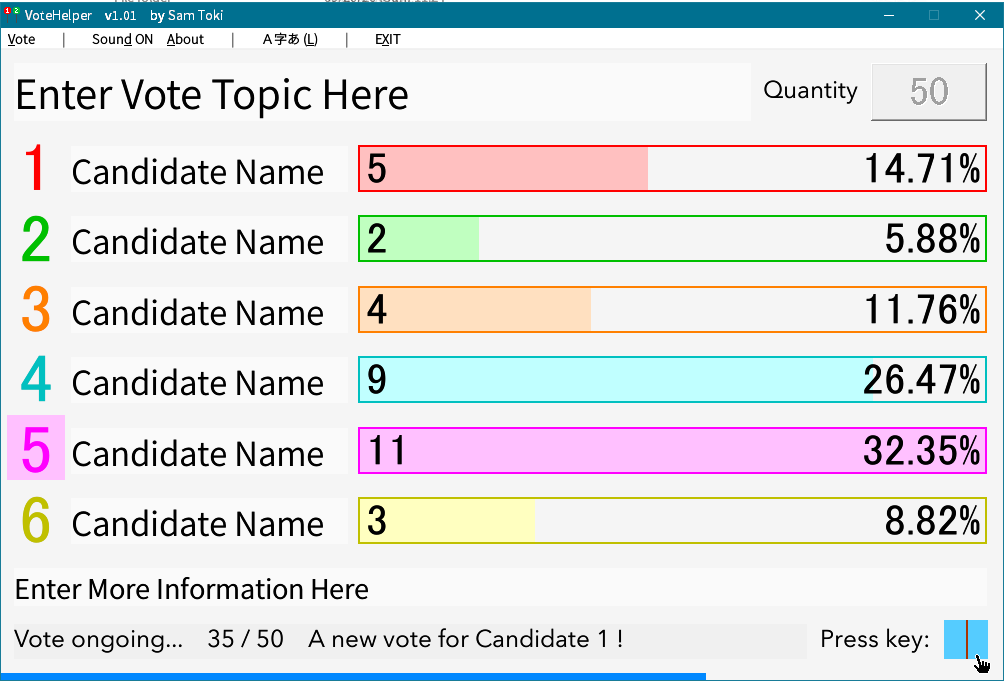 VoteHelper v1.01 by Sam Toki
Vote | Sound ON About | A字あ (L) | EXIT
Enter Vote Topic Here Quantity 50
1 Candidate Name 5 14.71%
2 Candidate Name 2 5.88%
3 Candidate Name 4 11.76%
4 Candidate Name 9 26.47%
5 Candidate Name 11 32.35%
6 Candidate Name 3 8.82%
Enter More Information Here
Vote ongoing... 35 / 50 A new vote for Candidate 1 ! Press key: